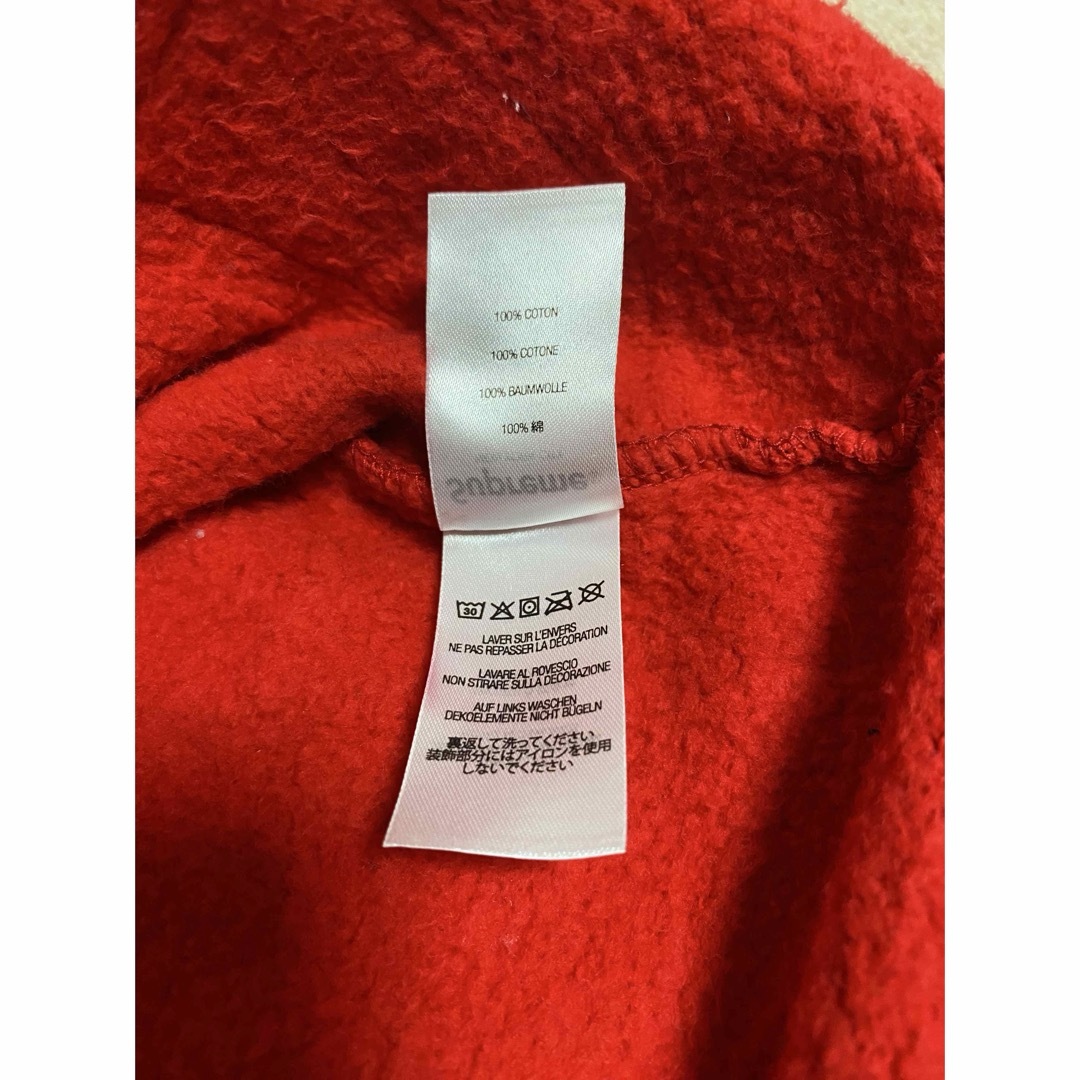 100% COTON
100% COTONE
100% BAUMWOLLE
100% 綿
Supreme
30
LAVER SUR L'ENVERS
NE PAS REPASSER LA DÉCORATION
LAVARE AL ROVESCIO
NON STIRARE SULLA DECORAZIONE
AUF LINKS WASCHEN
DEKOELEMENTE NICHT BÜGELN
裏返して洗ってください
装飾部分にはアイロンを使用
しないでください